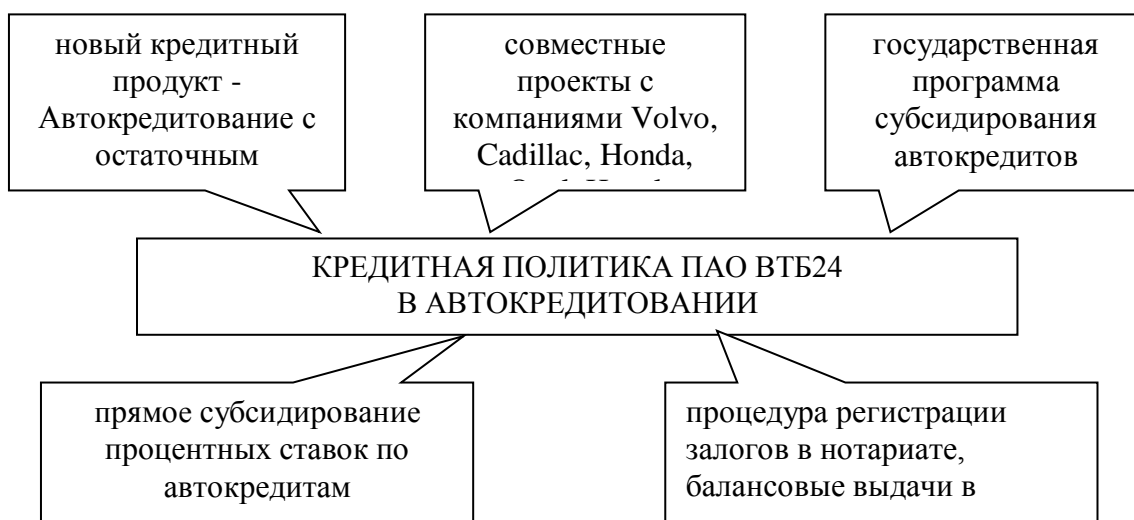 новый кредитный
продукт -
Автокредитование с
остаточным
совместные
проекты с
компаниями Volvo,
Cadillac, Honda,
государственная
программа
субсидирования
автокредитов
КРЕДИТНАЯ ПОЛИТИКА ПАО ВТБ24
В АВТОКРЕДИТОВАНИИ
прямое субсидирование
процентных ставок по
автокредитам
процедура регистрации
залогов в нотариате,
балансовые выдачи в